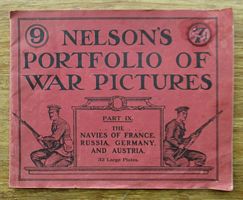 9
NELSON'S
PORTFOLIO OF
WAR PICTURES
PART IX.
THE
NAVIES OF FRANCE,
RUSSIA, GERMANY,
AND AUSTRIA.
32 Large Plates.